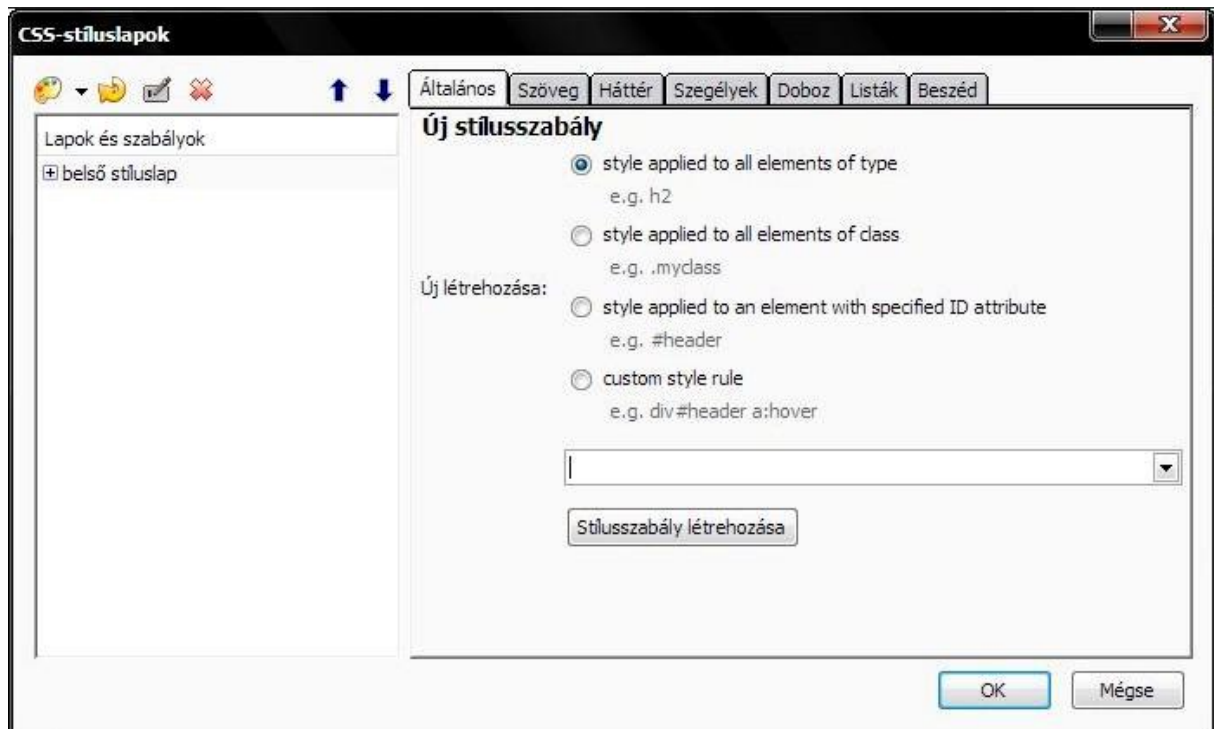 CSS-stíluslapok
Általános Szöveg Háttér Szegélyek Doboz Listák Beszéd
Lapok és szabályok
belső stíluslap
Új stílusszabály
Új létrehozása:
style applied to all elements of type
e.g. h2
style applied to all elements of class
e.g. .myclass
style applied to an element with specified ID attribute
e.g. #header
custom style rule
e.g. div#header a:hover
Stílusszabály létrehozása
OK Mégse